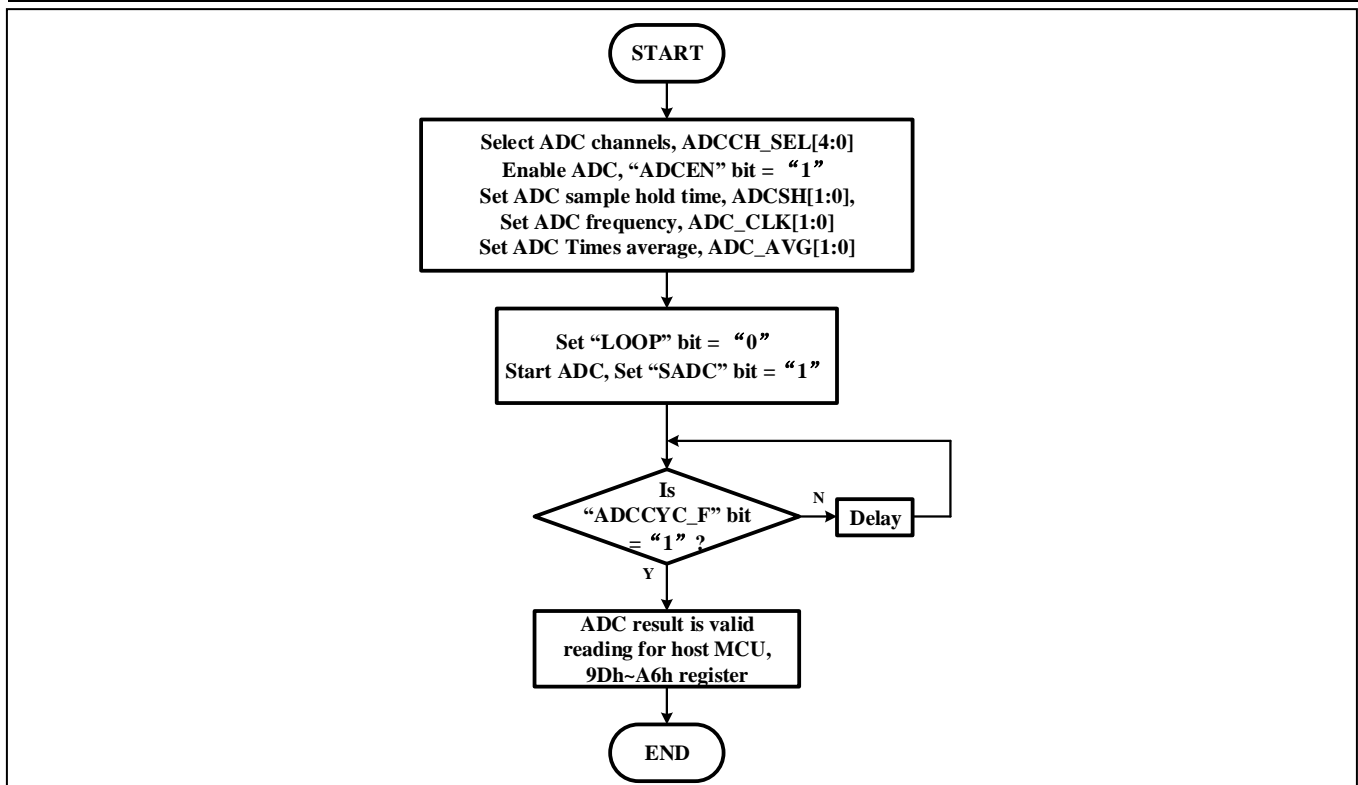 START
Select ADC channels, ADCCH_SEL[4:0]
Enable ADC, “ADCEN” bit = “1”
Set ADC sample hold time, ADCSH[1:0],
Set ADC frequency, ADC_CLK[1:0]
Set ADC Times average, ADC_AVG[1:0]
Set “LOOP” bit = “0”
Start ADC, Set “SADC” bit = “1”
Is
“ADCCYC_F” bit
= “1” ?
N
Delay
Y
ADC result is valid
reading for host MCU,
9Dh~A6h register
END